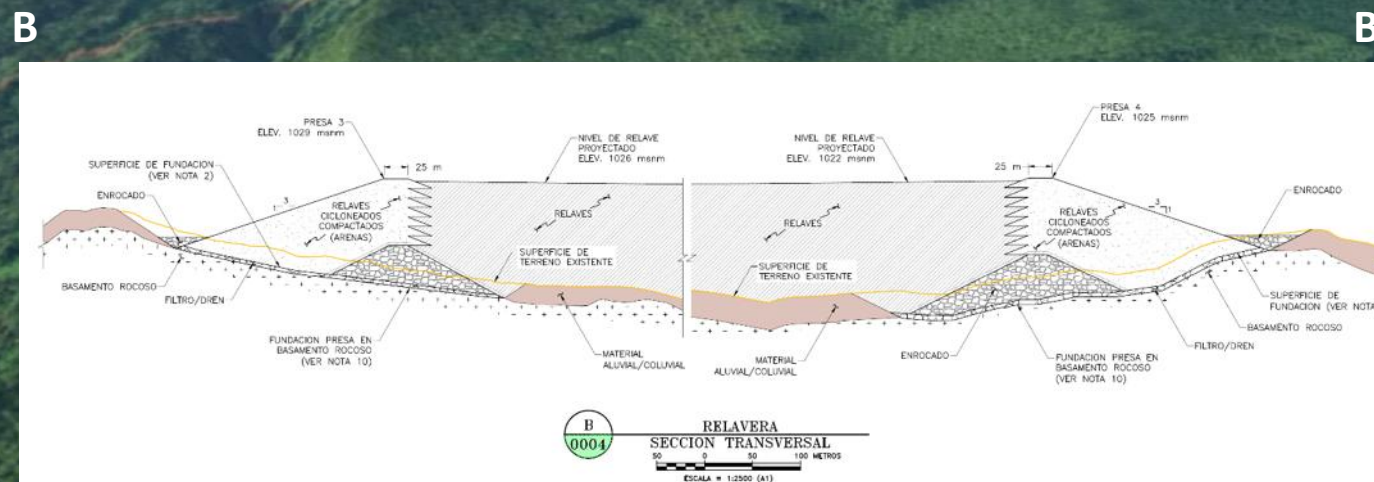 B
B
PRESA 3
ELEV. 1029 msnm
25 m
NIVEL DE RELAVE
PROYECTADO
ELEV. 1026 msnm
SUPERFICIE DE FUNDACION
(VER NOTA 2)
ENROCADO
3
RELAVES
CICLONEADOS
COMPACTADOS
(ARENAS)
RELAVES
SUPERFICIE DE
TERRENO EXISTENTE
BASAMENTO ROCOSO
FILTRO/DREN
FUNDACION PRESA EN
BASAMENTO ROCOSO
(VER NOTA 10)
MATERIAL
ALUVIAL/COLUVIAL
NIVEL DE RELAVE
PROYECTADO
ELEV. 1022 msnm
25 m
PRESA 4
ELEV. 1025 msnm
ENROCADO
RELAVES
RELAVES
CICLONEADOS
COMPACTADOS
(ARENAS)
3
1
SUPERFICIE DE
TERRENO EXISTENTE
SUPERFICIE DE
FUNDACION (VER NOTA
BASAMENTO ROCOSO
FILTRO/DREN
MATERIAL
ALUVIAL/COLUVIAL
ENROCADO
FUNDACION PRESA EN
BASAMENTO ROCOSO
(VER NOTA 10)
B
0004
RELAVERA
SECCION TRANSVERSAL
50 0 50 100 METROS
ESCALA = 1:2500 (A1)